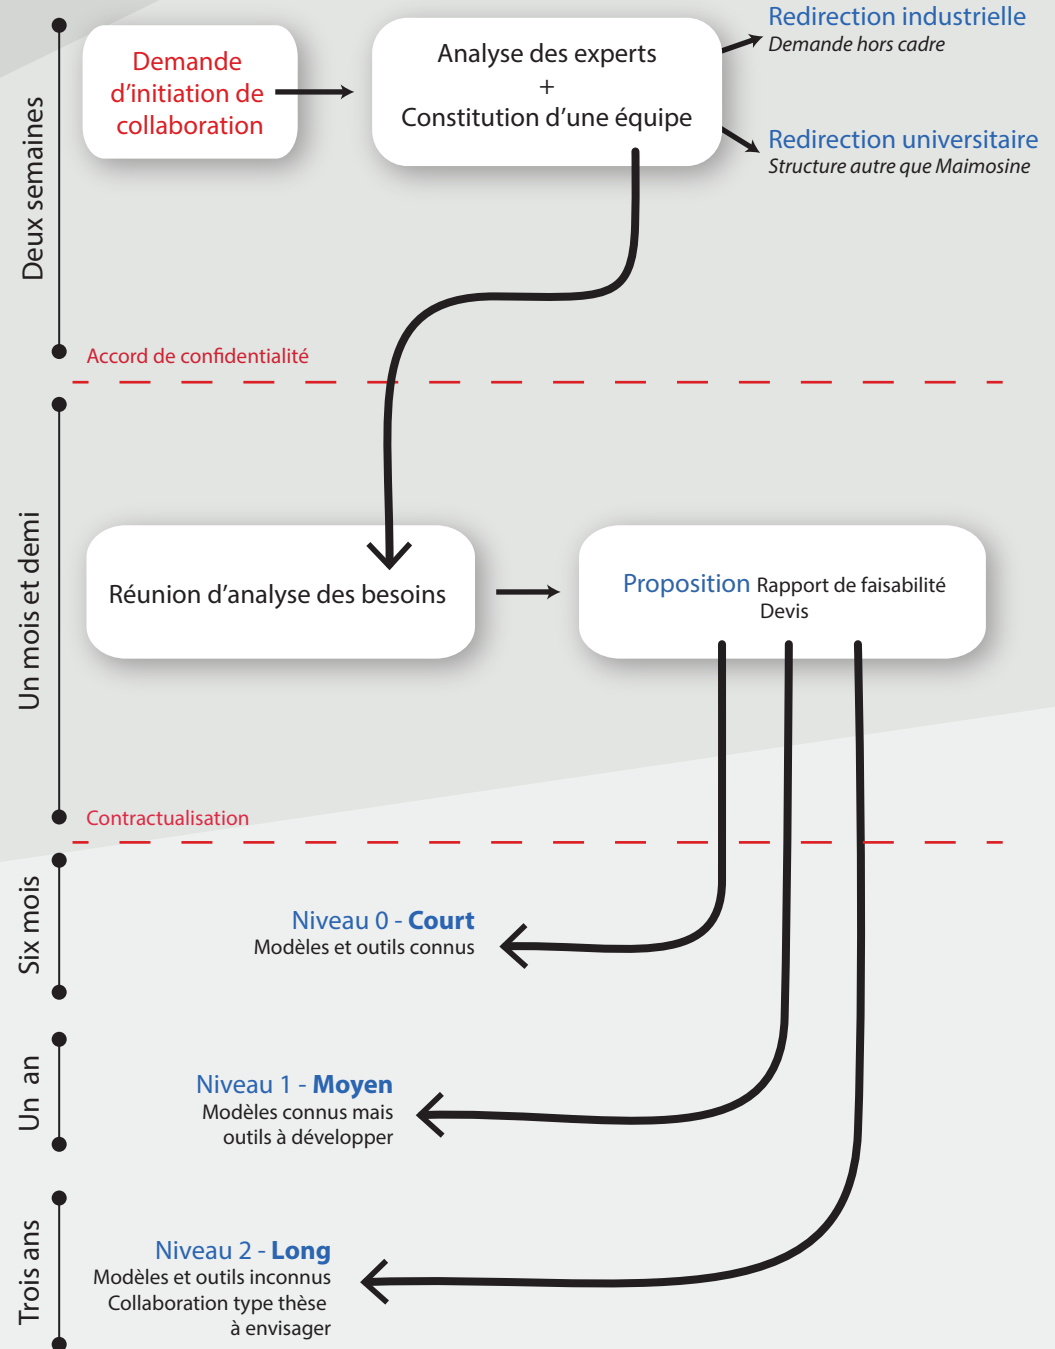 Deux semaines
Demande
d'initiation de
collaboration
Analyse des experts
+
Constitution d'une équipe
Redirection industrielle
Demande hors cadre
Redirection universitaire
Structure autre que Maimosine
Accord de confidentialité
Un mois et demi
Réunion d'analyse des besoins
Proposition Rapport de faisabilité
Devis
Contractualisation
Six mois
Niveau 0 - Court
Modèles et outils connus
Un an
Niveau 1 - Moyen
Modèles connus mais
outils à développer
Trois ans
Niveau 2 - Long
Modèles et outils inconnus
Collaboration type thèse
à envisager